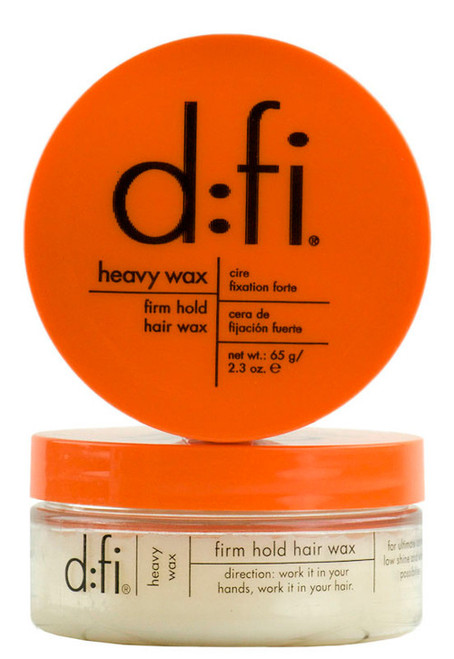 d:fi®
heavy wax
firm hold
hair wax
cire
fixation forte
cera de
fijación fuerte
net wt.: 65 g/
2.3 oz. e
d:fi®
heavy
wax
firm hold hair wax
direction: work it in your
hands, work it in your hair.
for ultimate
low shine and